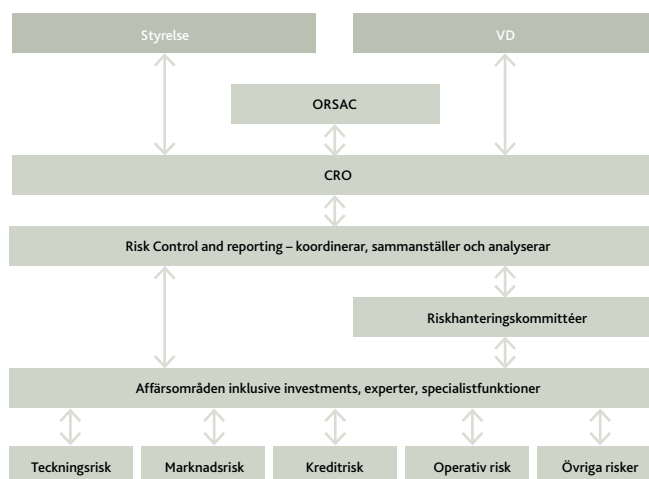 Styrelse
VD
ORSAC
CRO
Risk Control and reporting – koordinerar, sammanställer och analyserar
Riskhanteringskommittéer
Affärsområden inklusive investments, experter, specialistfunktioner
Teckningsrisk
Marknadsrisk
Kreditrisk
Operativ risk
Övriga risker